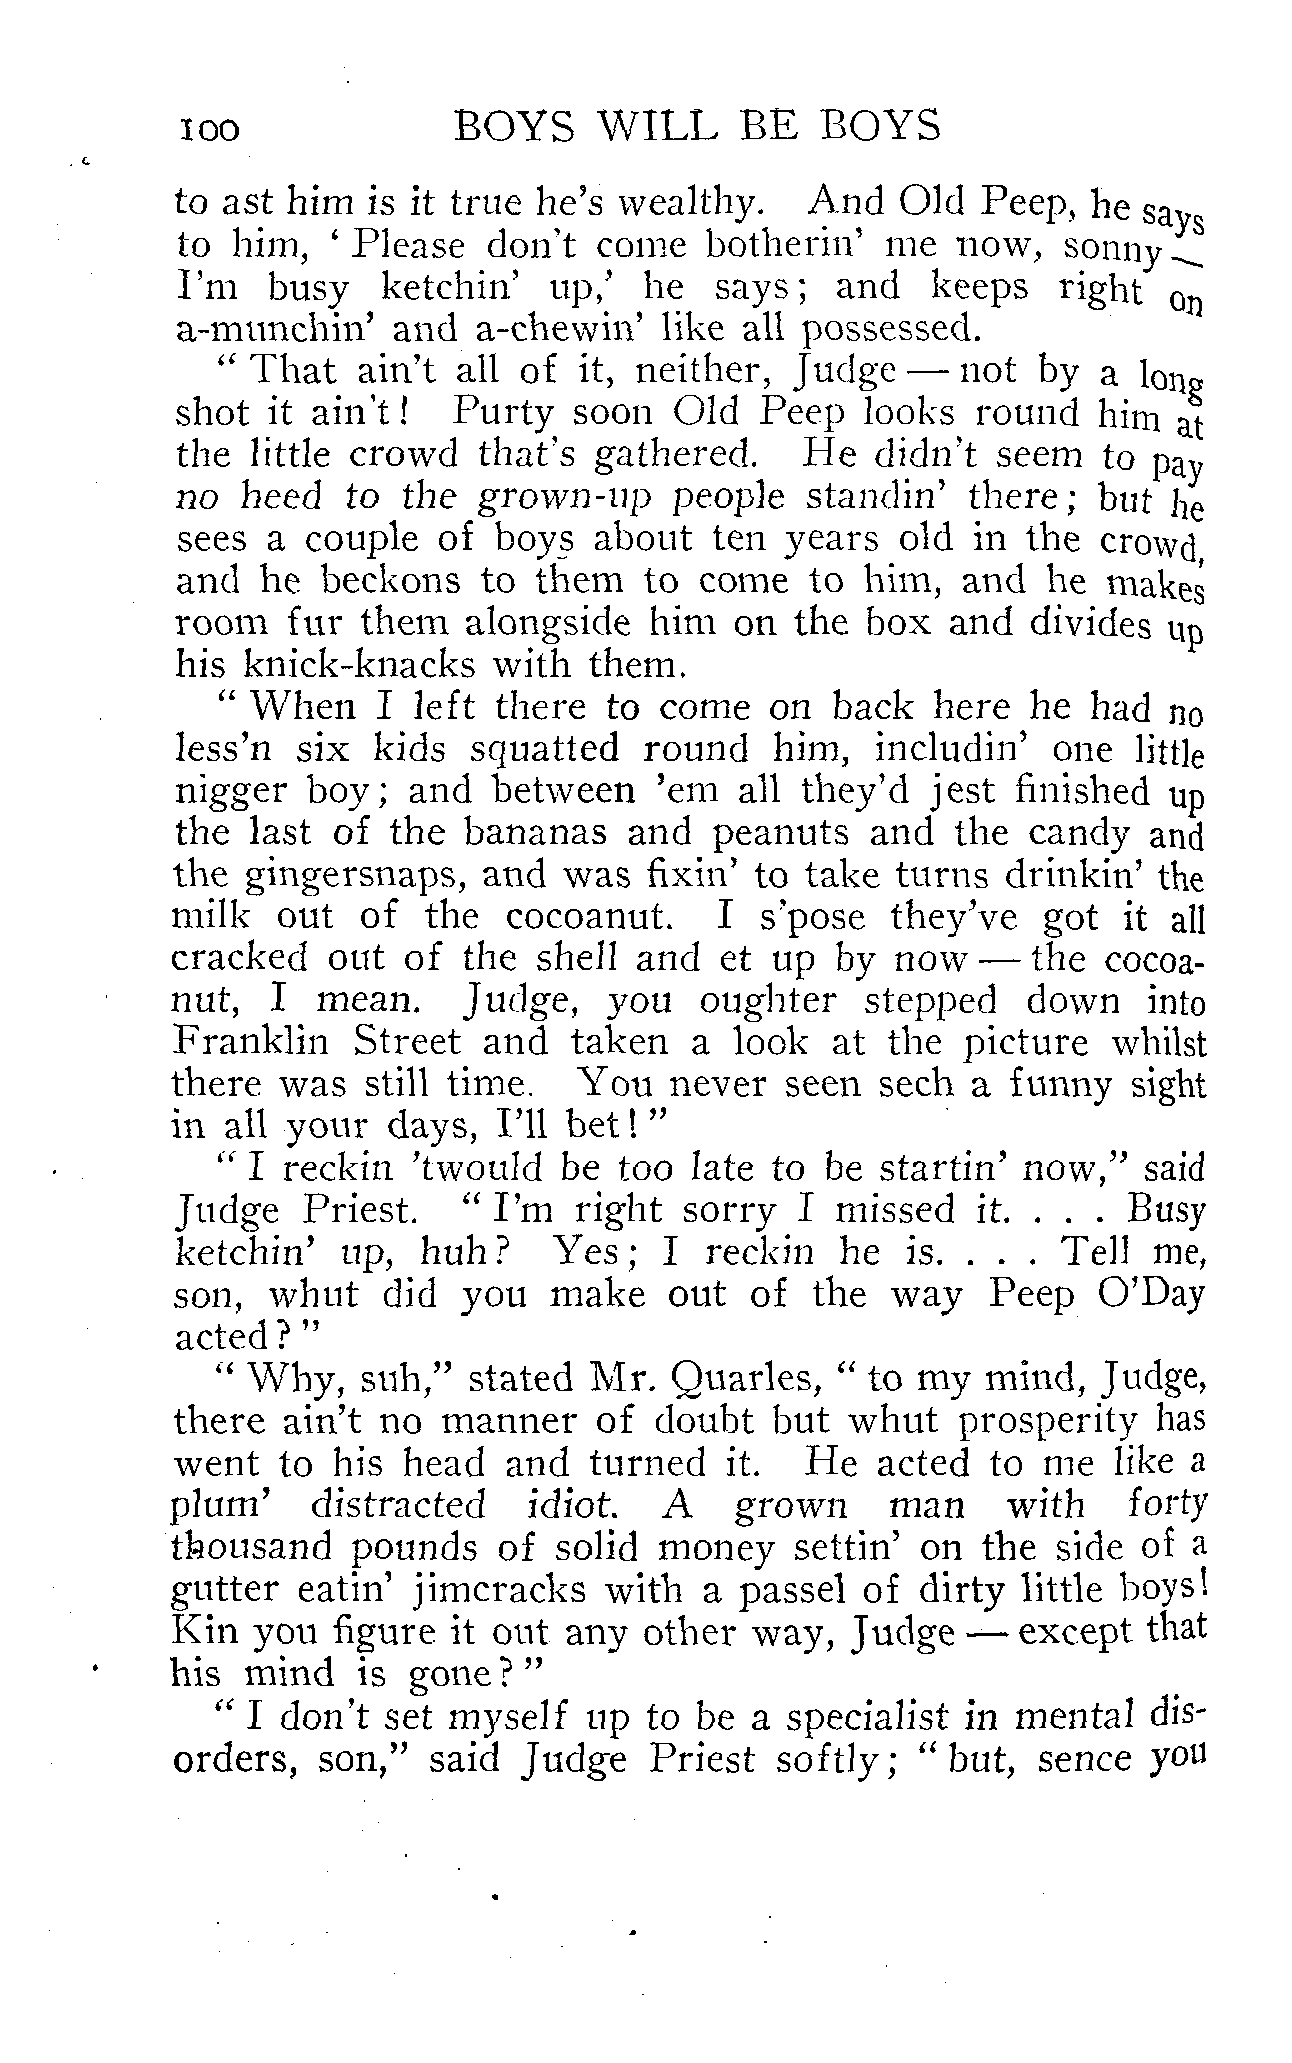 100 BOYS WILL BE BOYS
to ast him is it true he's wealthy. And Old Peep, he says
to him, ‘ Please don't come botherin' me now, sonny —
I'm busy ketchin' up,’ he says; and keeps right on
a-munchin' and a-chewin' like all possessed.
“ That ain't all of it, neither, Judge — not by a long
shot it ain't! Purty soon Old Peep looks round him at
the little crowd that's gathered. He didn't seem to pay
no heed to the grown-up people standin' there; but he
sees a couple of boys about ten years old in the crowd,
and he beckons to them to come to him, and he makes
room fur them alongside him on the box and divides up
his knick-knacks with them.
“ When I left there to come on back here he had no
less'n six kids squatted round him, includin' one little
nigger boy; and between 'em all they'd jest finished up
the last of the bananas and peanuts and the candy and
the gingersnaps, and was fixin' to take turns drinkin' the
milk out of the cocoanut. I s'pose they've got it all
cracked out of the shell and et up by now — the cocoa-
nut, I mean. Judge, you oughter stepped down into
Franklin Street and taken a look at the picture whilst
there was still time. You never seen sech a funny sight
in all your days, I'll bet! ”
“ I reckin 'twould be too late to be startin' now,” said
Judge Priest. “ I'm right sorry I missed it. . . . Busy
ketchin' up, huh? Yes; I reckin he is. . . . Tell me,
son, whut did you make out of the way Peep O'Day
acted? ”
“ Why, suh,” stated Mr. Quarles, “ to my mind, Judge,
there ain't no manner of doubt but whut prosperity has
went to his head and turned it. He acted to me like a
plum' distracted idiot. A grown man with forty
thousand pounds of solid money settin' on the side of a
gutter eatin' jimcracks with a passel of dirty little boys!
Kin you figure it out any other way, Judge — except that
his mind is gone? ”
“ I don't set myself up to be a specialist in mental dis-
orders, son,” said Judge Priest softly; “ but, sence you